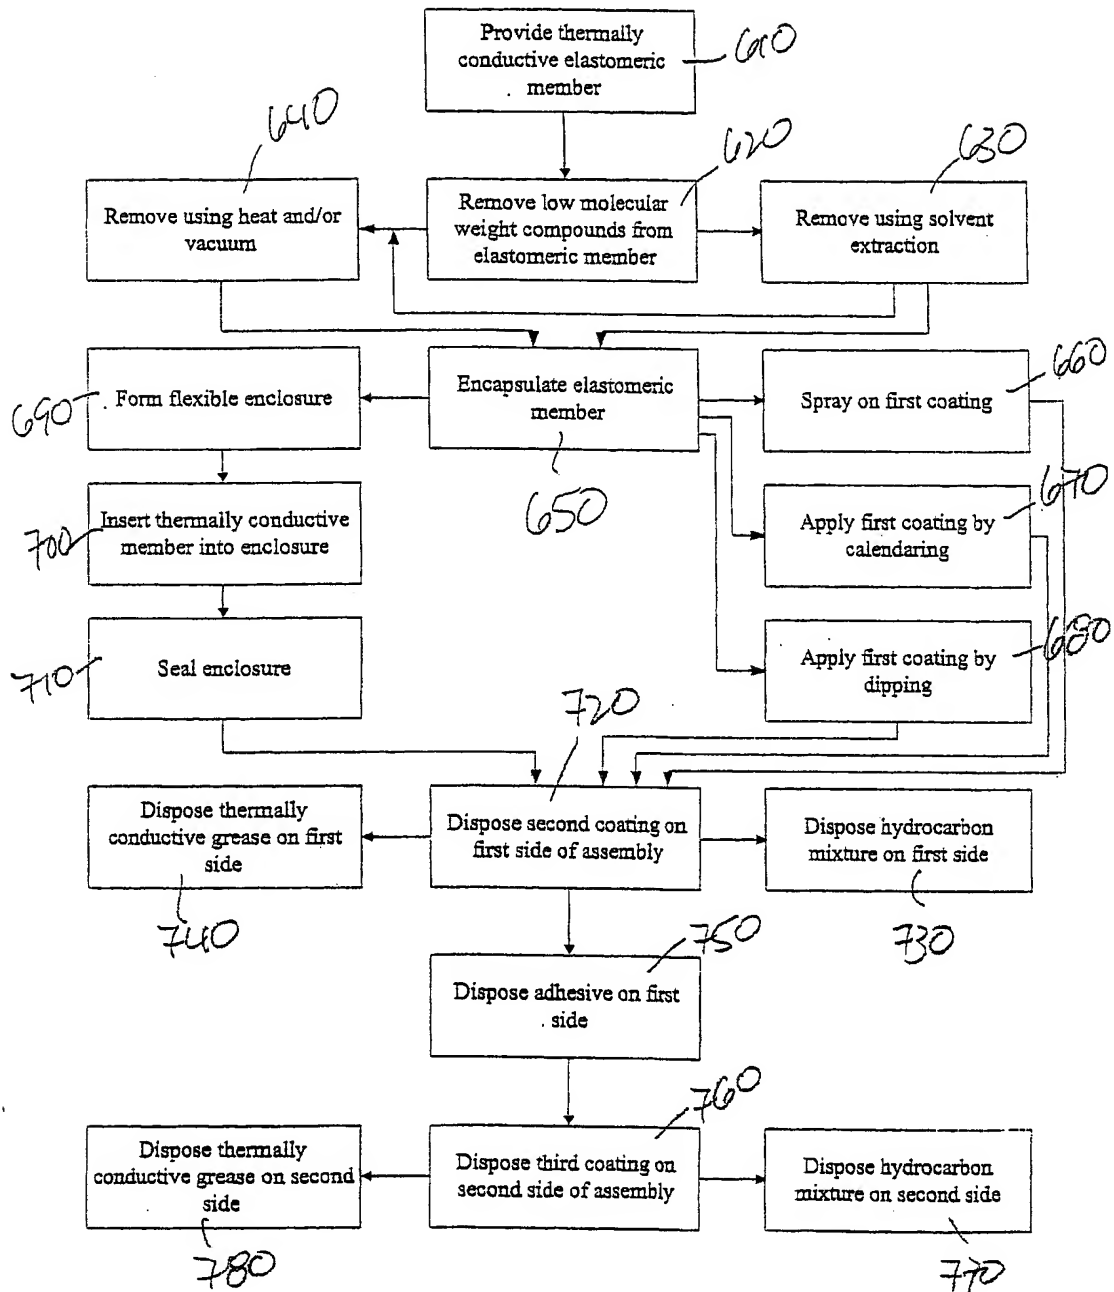 Provide thermally
conductive elastomeric
member
610
640
620
630
Remove using heat and/or
vacuum
Remove low molecular
weight compounds from
elastomeric member
Remove using solvent
extraction
690
Form flexible enclosure
Encapsulate elastomeric
member
650
660
Spray on first coating
700
Insert thermally conductive
member into enclosure
670
Apply first coating by
calendaring
710
Seal enclosure
680
Apply first coating by
dipping
720
Dispose thermally
conductive grease on first
side
740
Dispose second coating on
first side of assembly
Dispose hydrocarbon
mixture on first side
730
750
Dispose adhesive on first
side
760
Dispose thermally
conductive grease on second
side
780
Dispose third coating on
second side of assembly
Dispose hydrocarbon
mixture on second side
770